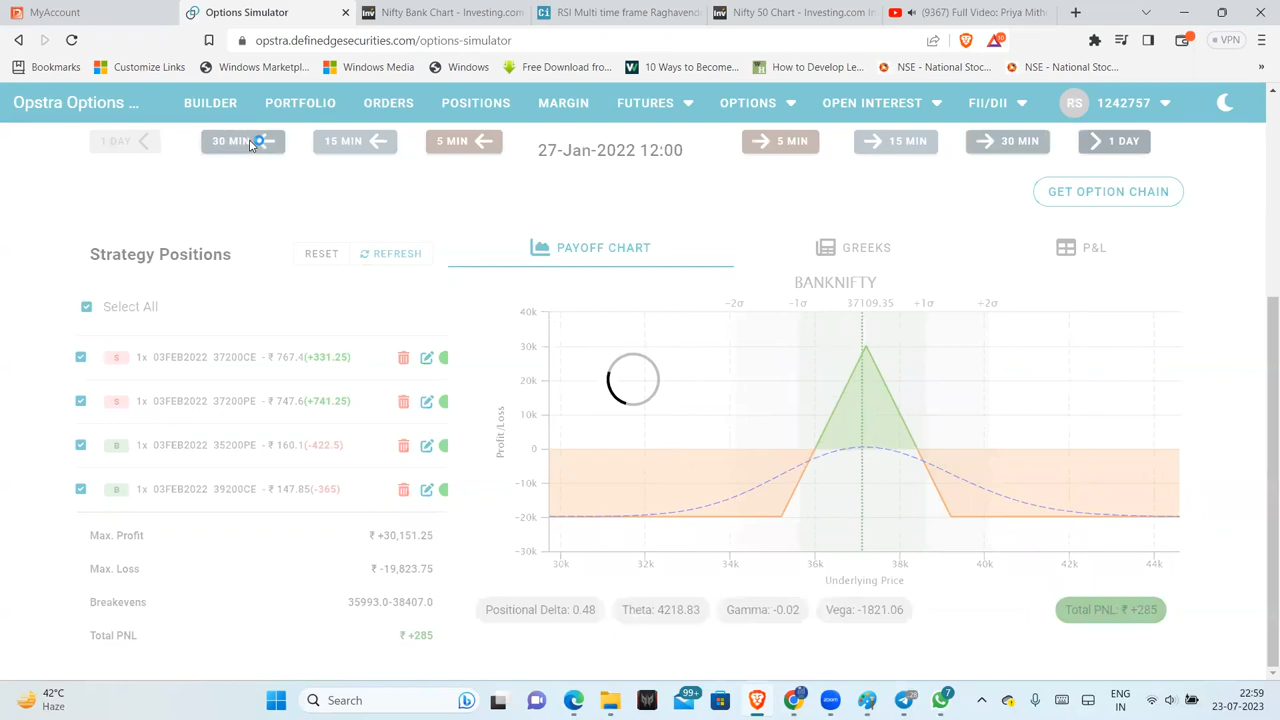 MyAccount
Options Simulator
Nifty Bank Chart - Investing.com
RSI Multi time frame Raghavend
Nifty 50 Chart - Investing.com In
(9367) Full Video: Priya Mith
opstra.definedgesecurities.com/options-simulator
VPN
Bookmarks
Customize Links
Windows Marketpl...
Windows Media
Windows
Free Download from...
10 Ways to Become...
How to Develop Le...
NSE - National Stoc...
NSE - National Stoc...
Opstra Options ...
BUILDER
PORTFOLIO
ORDERS
POSITIONS
MARGIN
FUTURES
OPTIONS
OPEN INTEREST
FII/DII
RS
1242757
1 DAY
30 MIN
15 MIN
5 MIN
27-Jan-2022 12:00
5 MIN
15 MIN
30 MIN
1 DAY
GET OPTION CHAIN
Strategy Positions
RESET
REFRESH
PAYOFF CHART
GREEKS
P&L
Select All
BANKNIFTY
-2σ
-1σ
37109.35
+1σ
+2σ
S 1x 03FEB2022 37200CE - ₹ 767.4(+331.25)
S 1x 03FEB2022 37200PE - ₹ 747.6(+741.25)
B 1x 03FEB2022 35200PE - ₹ 160.1(-422.5)
B 1x 03FEB2022 39200CE - ₹ 147.85(-365)
Max. Profit ₹ +30,151.25
Max. Loss ₹ -19,823.75
Breakevens 35993.0-38407.0
Total PNL ₹ +285
40k
30k
20k
10k
0
-10k
-20k
-30k
Profit /Loss
30k
32k
34k
36k
38k
40k
42k
44k
Underlying Price
Positional Delta: 0.48
Theta: 4218.83
Gamma: -0.02
Vega: -1821.06
Total PNL: ₹ +285
42°C
Haze
Search
99+
28
7
ENG
IN
22:59
23-07-2023